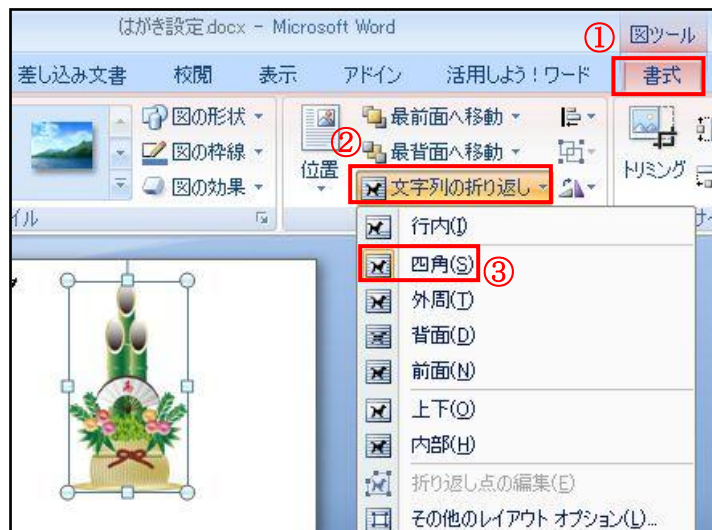 はがき設定.docx - Microsoft Word
① 図ツール
差し込み文書 校閲 表示 アドイン 活用しよう!ワード 書式
図の形状 最前面へ移動
② 図の枠線 最背面へ移動
位置 トリミング
図の効果 文字列の折り返し
イル
行内(I)
四角(S) ③
外周(T)
背面(D)
前面(N)
上下(O)
内部(H)
折り返し点の編集(E)
その他のレイアウト オプション(L)...